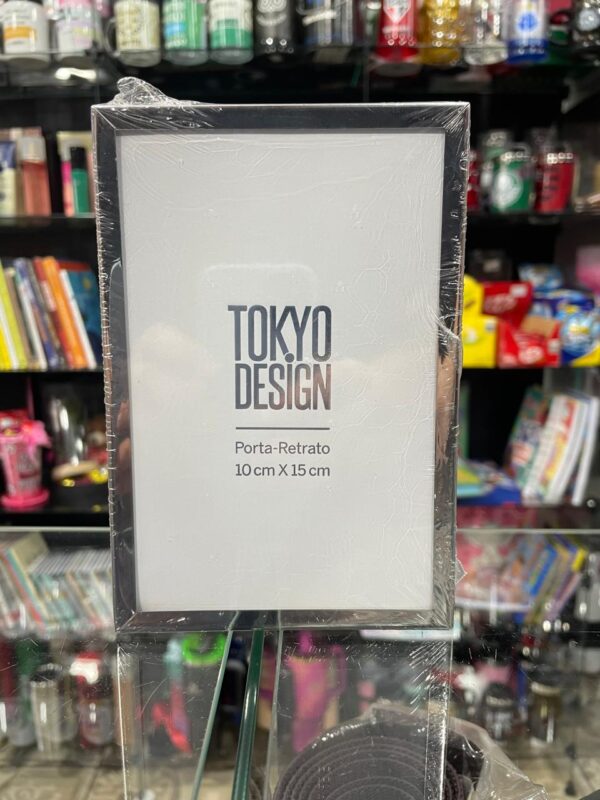 TOKYO
DESIGN
Porta-Retrato
10 cm X 15 cm